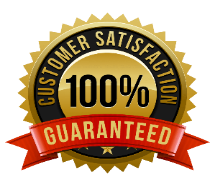 CUSTOMER SATISFACTION
100%
GUARANTEED